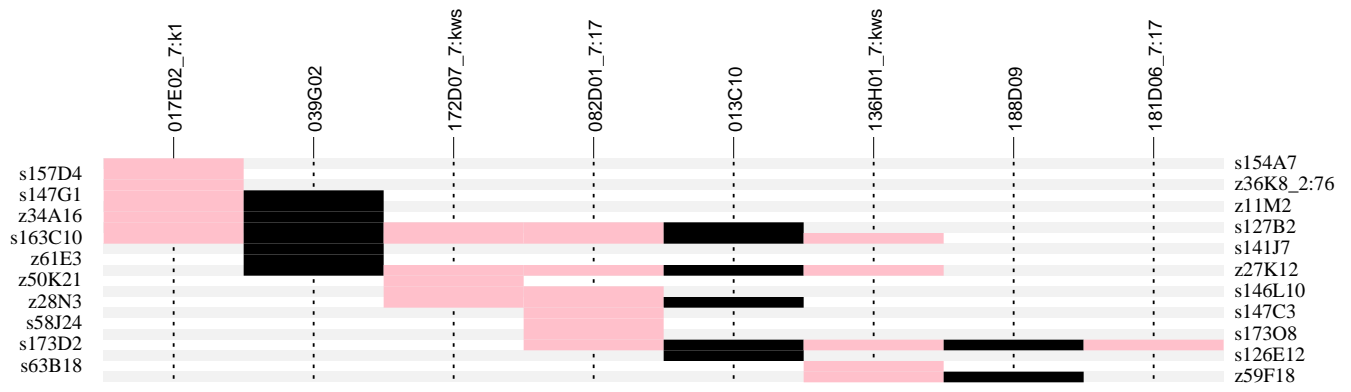 017E02_7:k1
039G02
172D07_7:kws
082D01_7:17
013C10
136H01_7:kws
188D09
181D06_7:17
s154A7
s157D4
z36K8_2:76
s147G1
z11M2
z34A16
s127B2
s163C10
s141J7
z61E3
z27K12
z50K21
s146L10
z28N3
s147C3
s58J24
s173O8
s173D2
s126E12
s63B18
z59F18